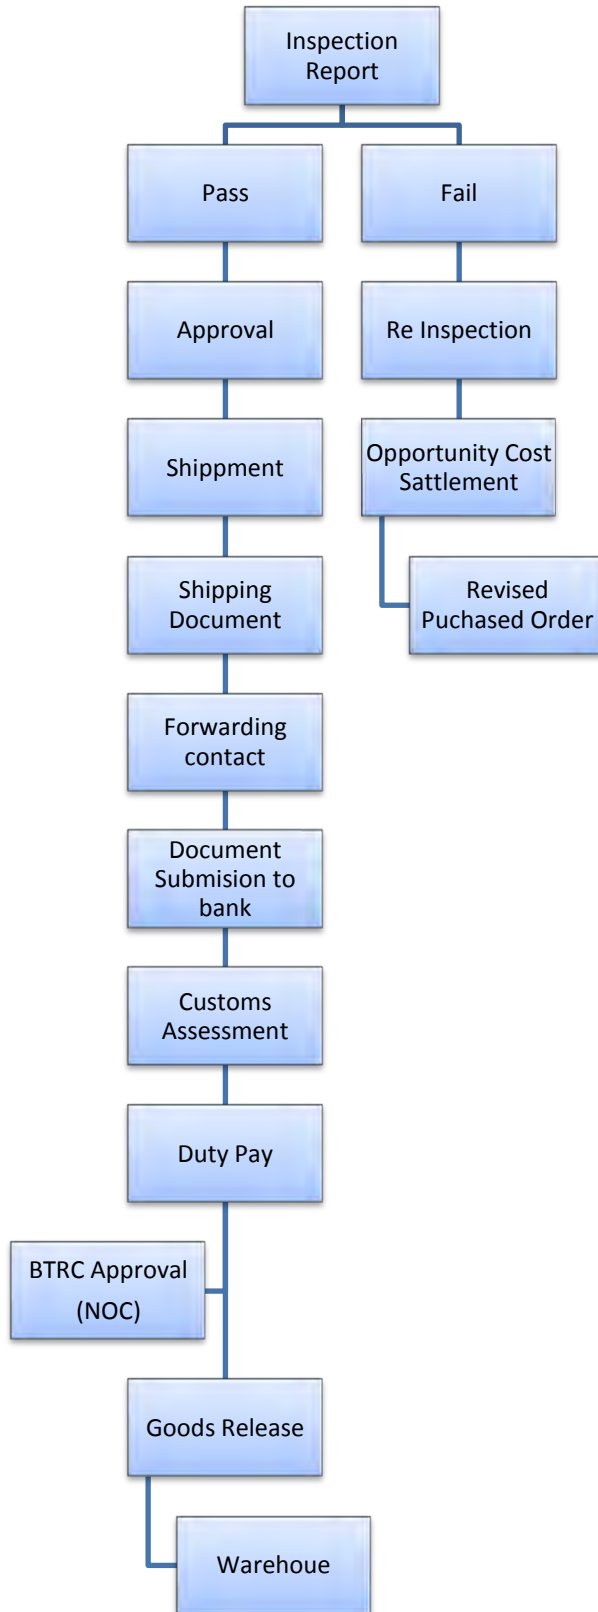 Inspection
Report
Pass
Fail
Approval
Re Inspection
Shippment
Opportunity Cost
Sattlement
Shipping
Document
Revised
Puchased Order
Forwarding
contact
Document
Submision to
bank
Customs
Assessment
Duty Pay
BTRC Approval
(NOC)
Goods Release
Warehoue